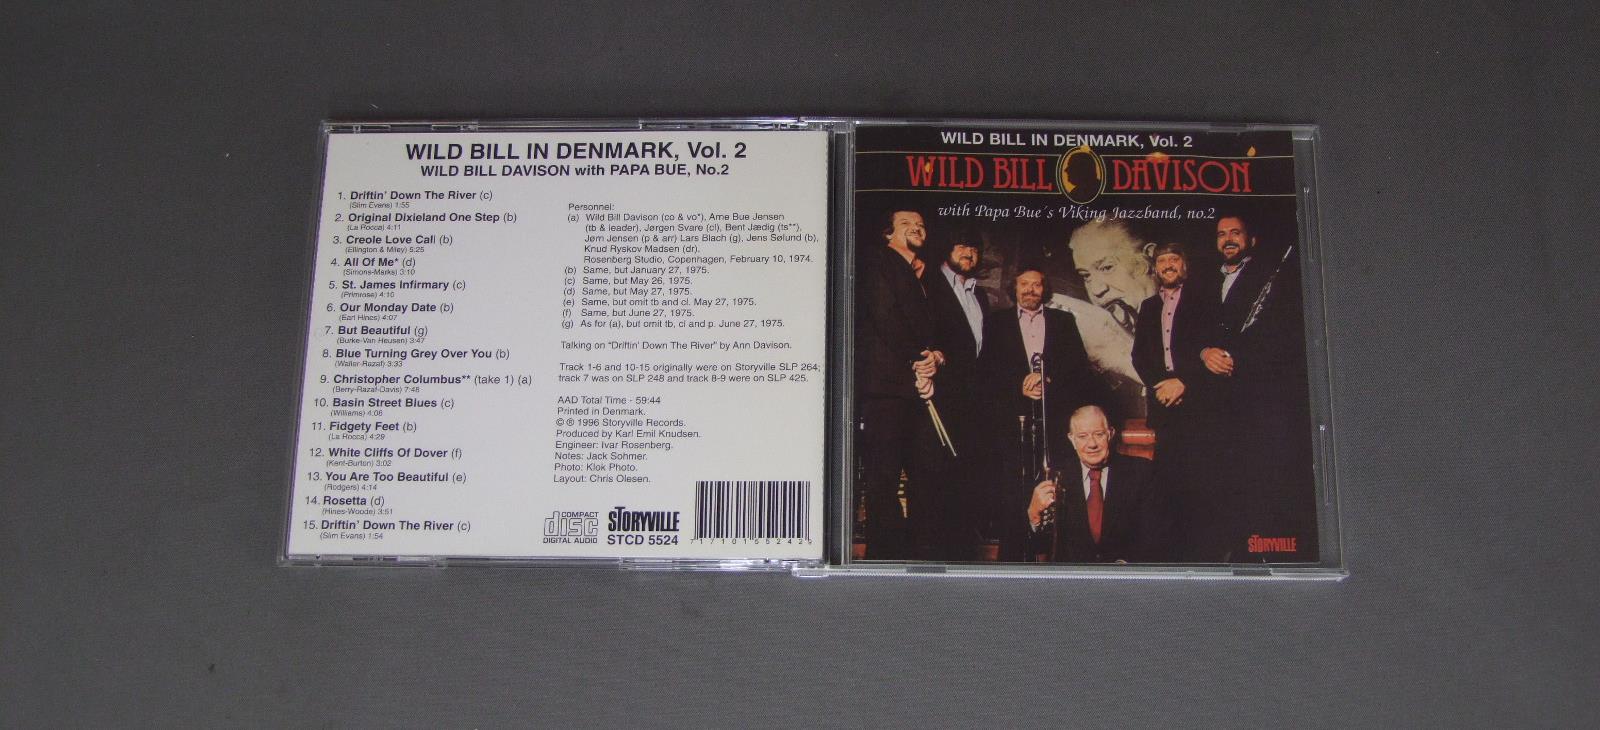 WILD BILL IN DENMARK, Vol. 2
WILD BILL DAVISON with PAPA BUE, No.2
1. Driftin' Down The River (c)
(Slim Evans) 1:55
2. Original Dixieland One Step (b)
(La Rocca) 4:11
3. Creole Love Call (b)
(Ellington & Miley) 5:25
4. All Of Me* (d)
(Simons-Marks) 3:10
5. St. James Infirmary (c)
(Primrose) 4:10
6. Our Monday Date (b)
(Earl Hines) 4:07
7. But Beautiful (g)
(Burke-Van Heusen) 3:47
8. Blue Turning Grey Over You (b)
(Waller-Razaf) 3:33
9. Christopher Columbus** (take 1) (a)
(Berry-Razaf-Davis) 7:48
10. Basin Street Blues (c)
(Williams) 4:08
11. Fidgety Feet (b)
(La Rocca) 4:29
12. White Cliffs Of Dover (f)
(Kent-Burton) 3:02
13. You Are Too Beautiful (e)
(Rodgers) 4:14
14. Rosetta (d)
(Hines-Woode) 3:51
15. Driftin' Down The River (c)
(Slim Evans) 1:54
Personnel:
(a) Wild Bill Davison (co & vo*), Arne Bue Jensen
(tb & leader), Jørgen Svare (cl), Bent Jædig (ts**),
Jørn Jensen (p & arr) Lars Blach (g), Jens Sølund (b),
Knud Ryskov Madsen (dr).
Rosenberg Studio, Copenhagen, February 10, 1974.
(b) Same, but January 27, 1975.
(c) Same, but May 26, 1975.
(d) Same, but May 27, 1975.
(e) Same, but omit tb and cl. May 27, 1975.
(f) Same, but June 27, 1975.
(g) As for (a), but omit tb, cl and p. June 27, 1975.
Talking on "Driftin' Down The River" by Ann Davison.
Track 1-6 and 10-15 originally were on Storyville SLP 264;
track 7 was on SLP 248 and track 8-9 were on SLP 425.
AAD Total Time - 59:44
Printed in Denmark.
© ® 1996 Storyville Records.
Produced by Karl Emil Knudsen.
Engineer: Ivar Rosenberg.
Notes: Jack Sohmer.
Photo: Klok Photo.
Layout: Chris Olesen.
COMPACT
disc
DIGITAL AUDIO
STORYVILLE
STCD 5524
7 17101 55242 9
WILD BILL IN DENMARK, Vol. 2
WILD BILL DAVISON
with Papa Bue's Viking Jazzband, no.2
STORYVILLE